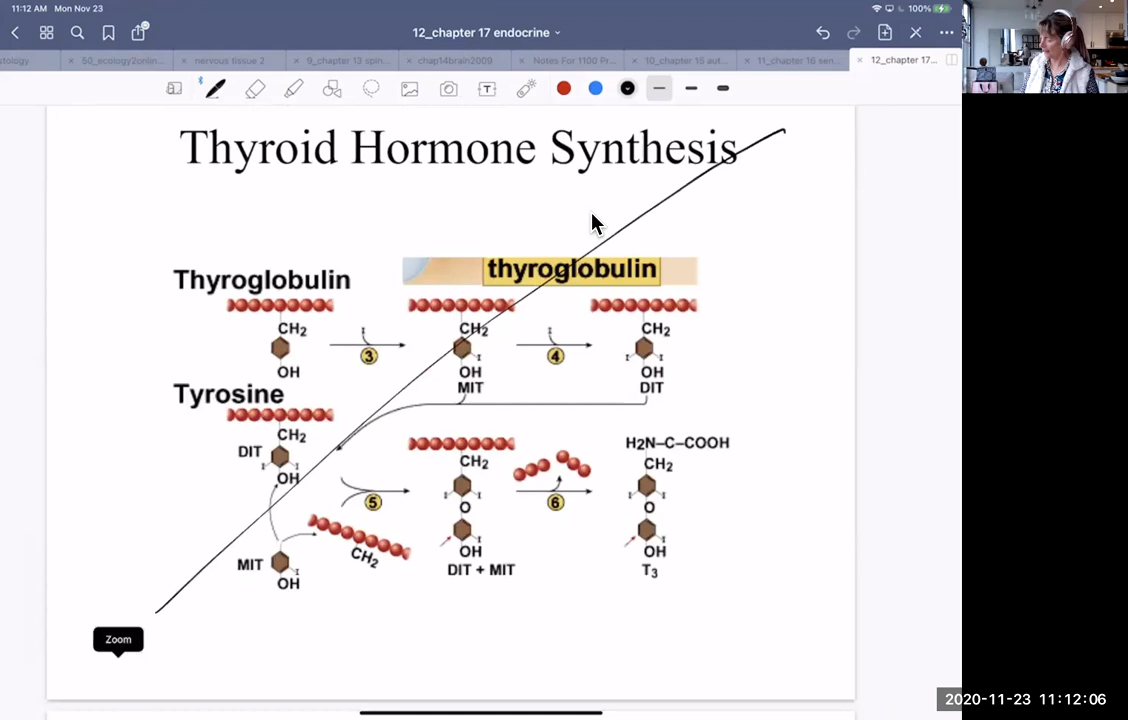 11:12 AM Mon Nov 23
100%
12_chapter 17 endocrine
tology
50_ecology2onlin...
nervous tissue 2
9_chapter 13 spin...
chap14brain2009
Notes For 1100 Pr...
10_chapter 15 aut...
11_chapter 16 sen...
12_chapter 17...
Thyroid Hormone Synthesis
thyroglobulin
Thyroglobulin
CH2 CH2 CH2
I I
3 4
I I I
OH OH OH
MIT DIT
Tyrosine
CH2
DIT
I I
OH
H2N–C–COOH
CH2 CH2
I I I I
5 6
O O
CH2
OH OH
MIT
I
OH
DIT + MIT T3
Zoom
2020-11-23 11:12:06